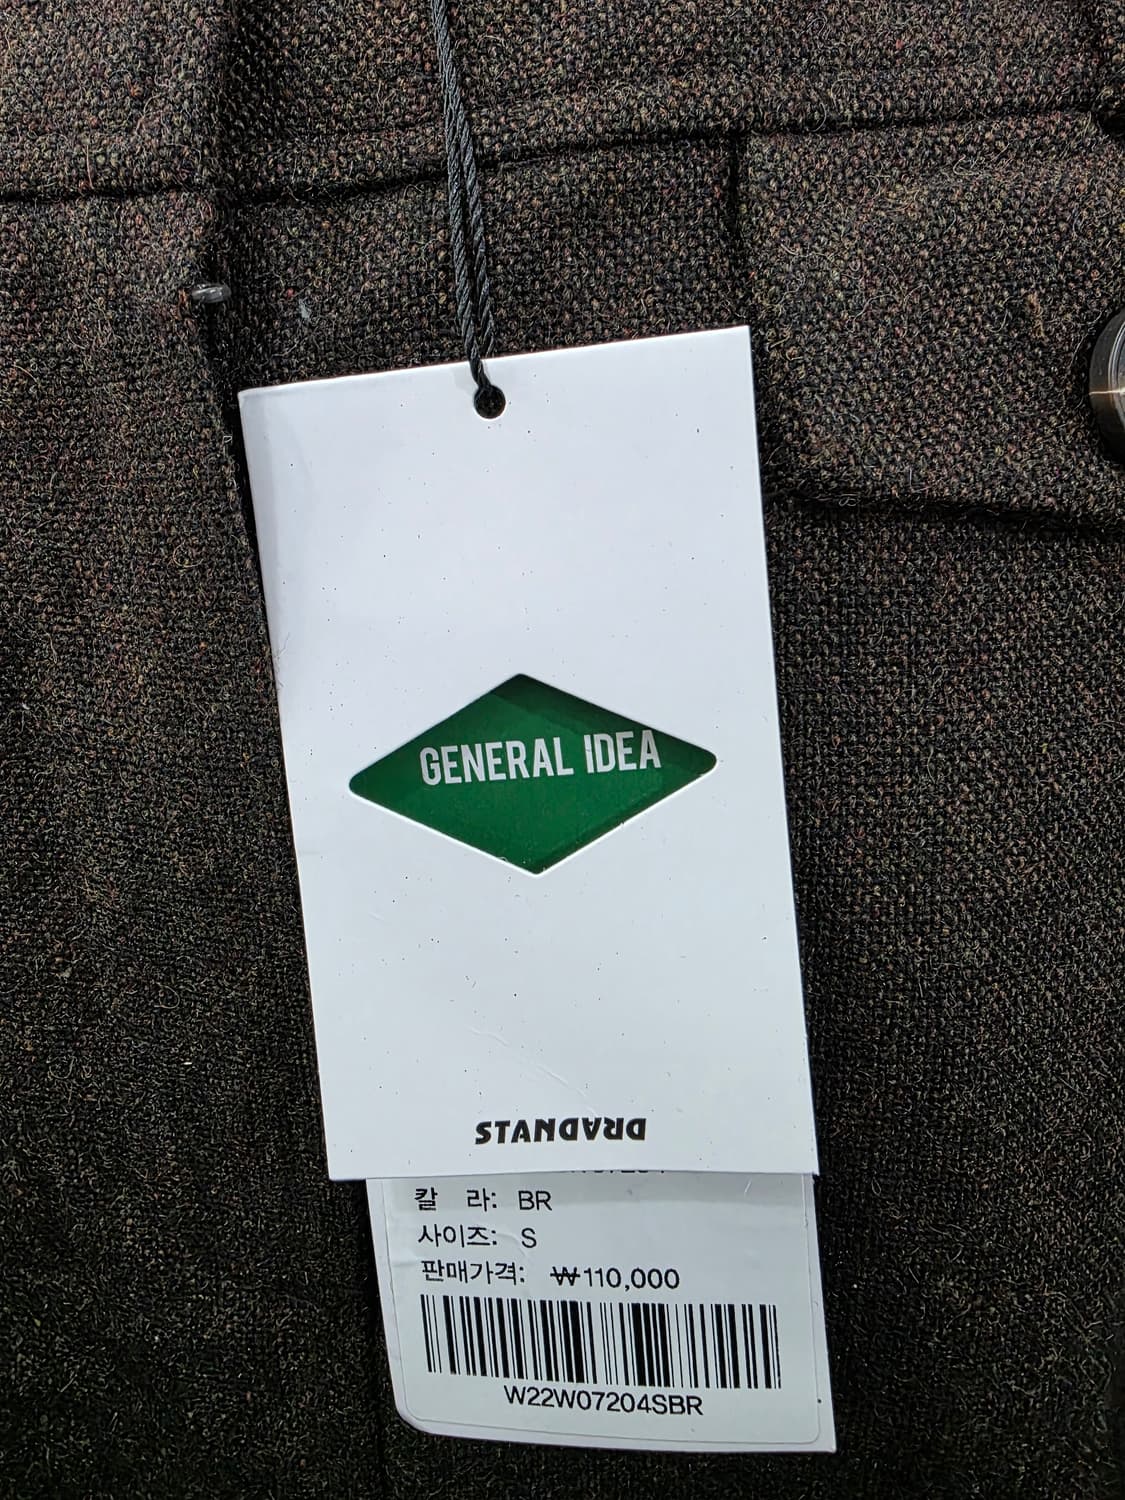 GENERAL IDEA
STANDARD
칼 라: BR
사이즈: S
판매가격: ₩110,000
W22W07204SBR